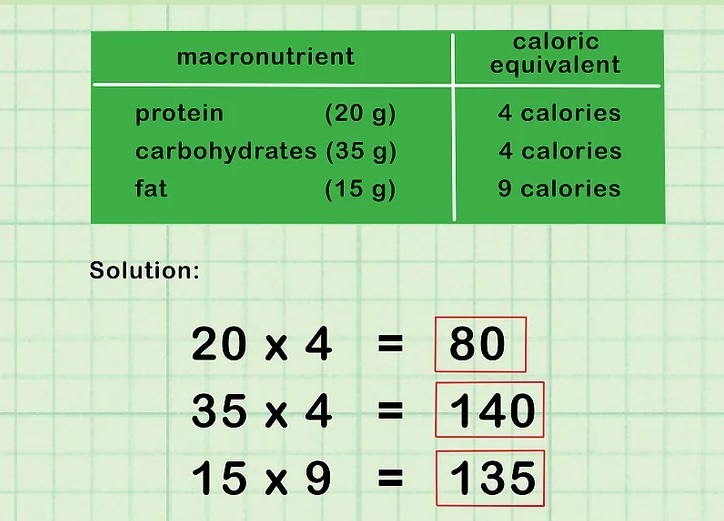 macronutrient caloric equivalent
protein (20 g) 4 calories
carbohydrates (35 g) 4 calories
fat (15 g) 9 calories
Solution:
20 x 4 = 80
35 x 4 = 140
15 x 9 = 135